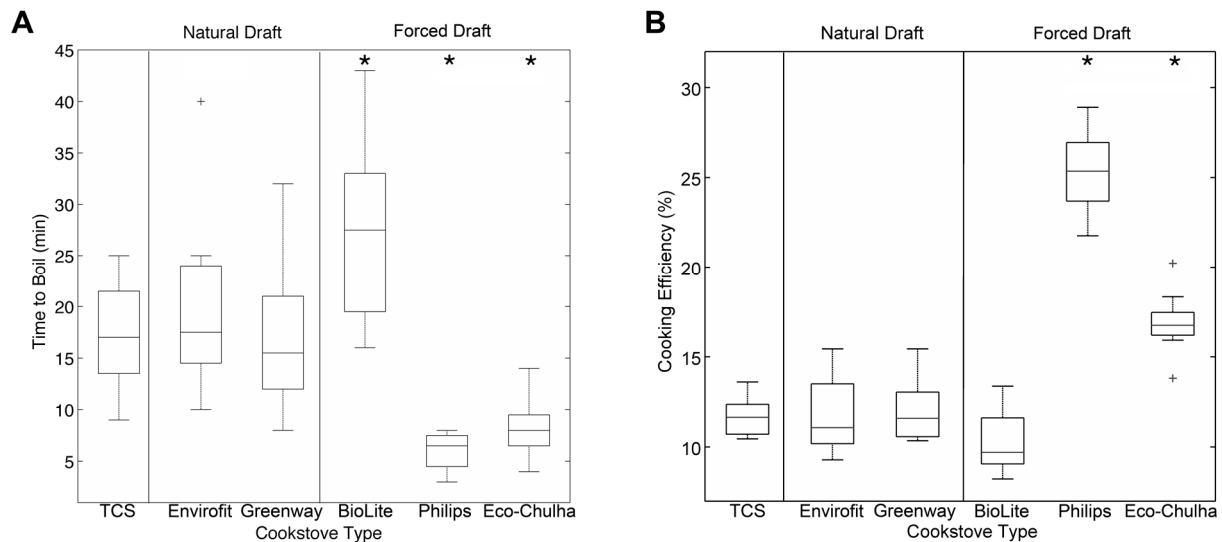 A
Natural Draft
Forced Draft
45
40
35
30
25
20
15
10
5
Time to Boil (min)
* * *
+
TCS Envirofit Greenway BioLite Philips Eco-Chulha
Cookstove Type
B
Natural Draft
Forced Draft
30
25
20
15
10
Cooking Efficiency (%)
* *
+
+
TCS Envirofit Greenway BioLite Philips Eco-Chulha
Cookstove Type